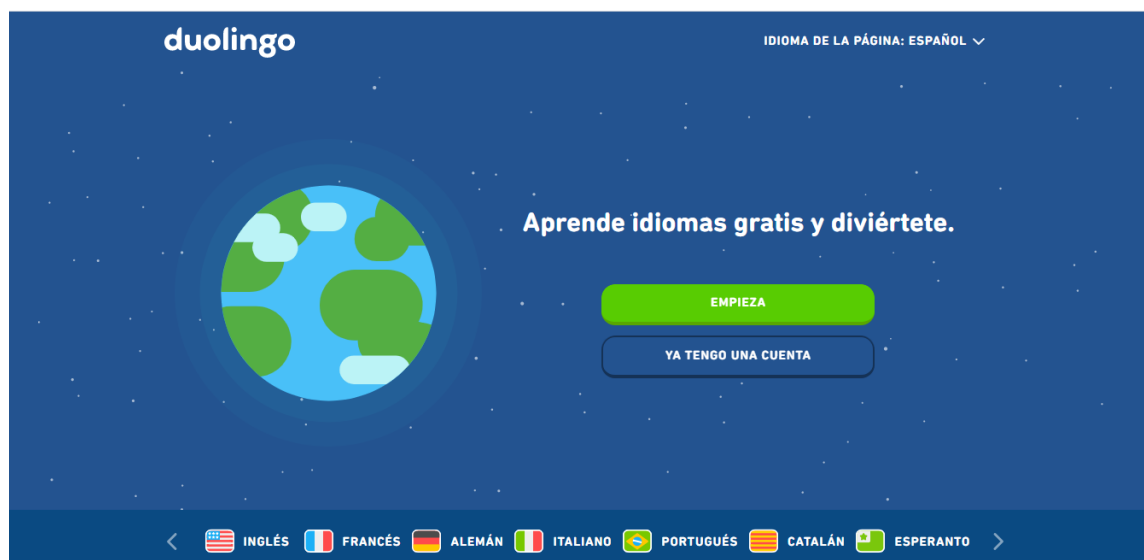 duolingo
IDIOMA DE LA PÁGINA: ESPAÑOL
Aprende idiomas gratis y diviértete.
EMPIEZA
YA TENGO UNA CUENTA
INGLÉS FRANCÉS ALEMÁN ITALIANO PORTUGUÉS CATALÁN ESPERANTO